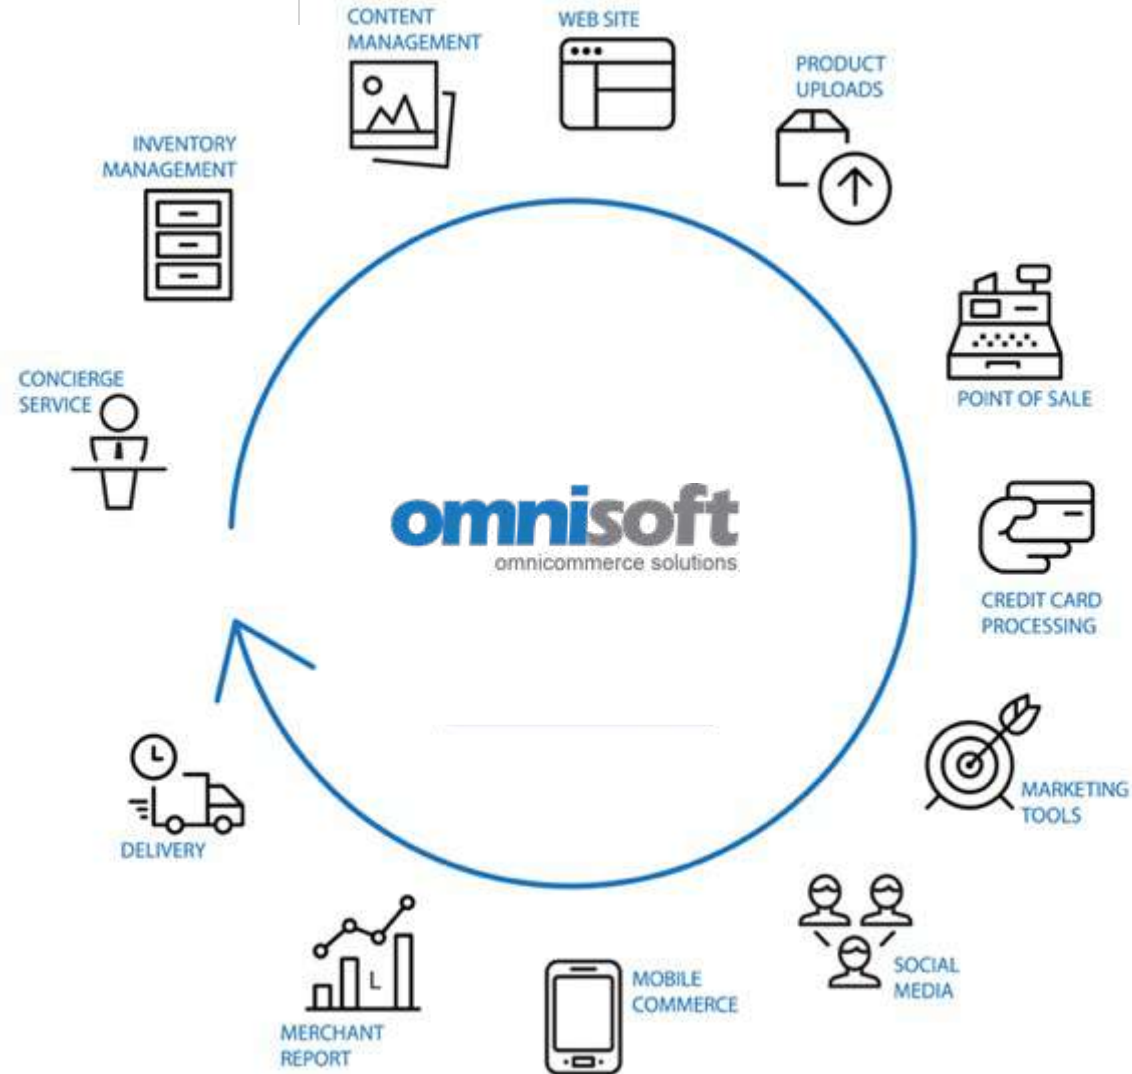 CONTENT
MANAGEMENT
WEB SITE
PRODUCT
UPLOADS
INVENTORY
MANAGEMENT
CONCIERGE
SERVICE
POINT OF SALE
omnisoft
omnicommerce solutions
CREDIT CARD
PROCESSING
MARKETING
TOOLS
DELIVERY
SOCIAL
MEDIA
MOBILE
COMMERCE
L
MERCHANT
REPORT